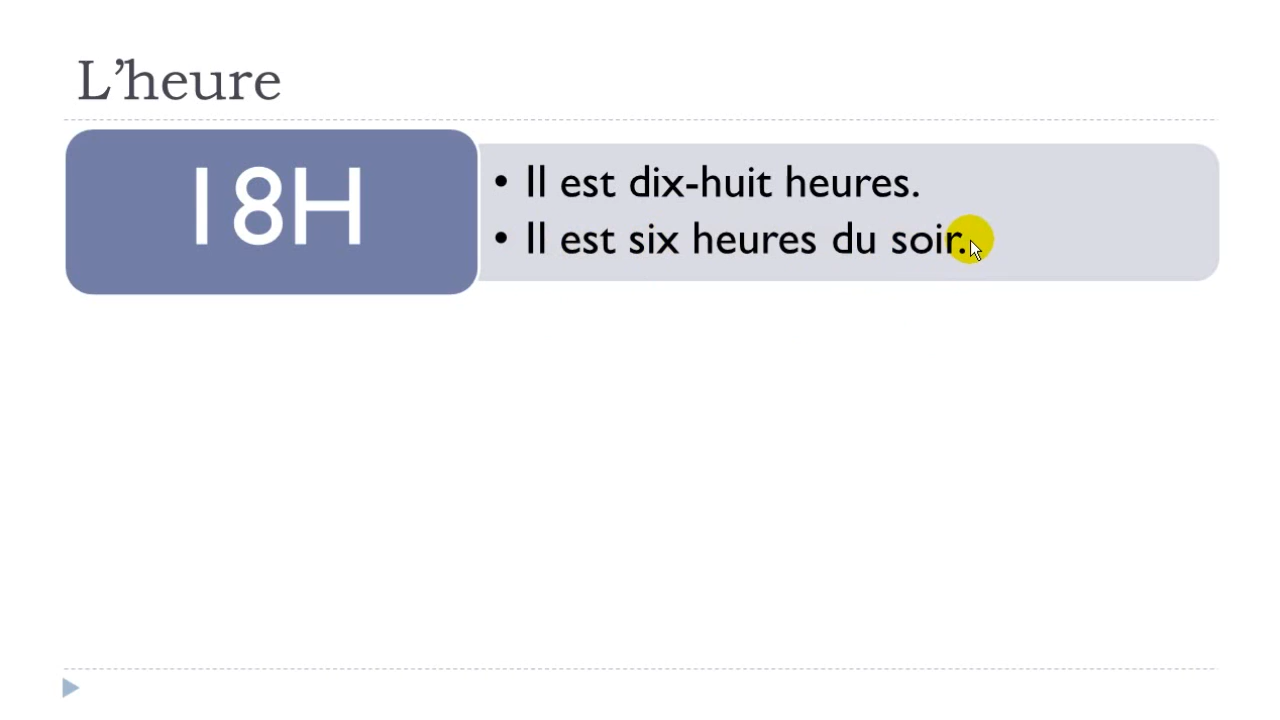 L’heure
18H
• Il est dix-huit heures.
• Il est six heures du soir.